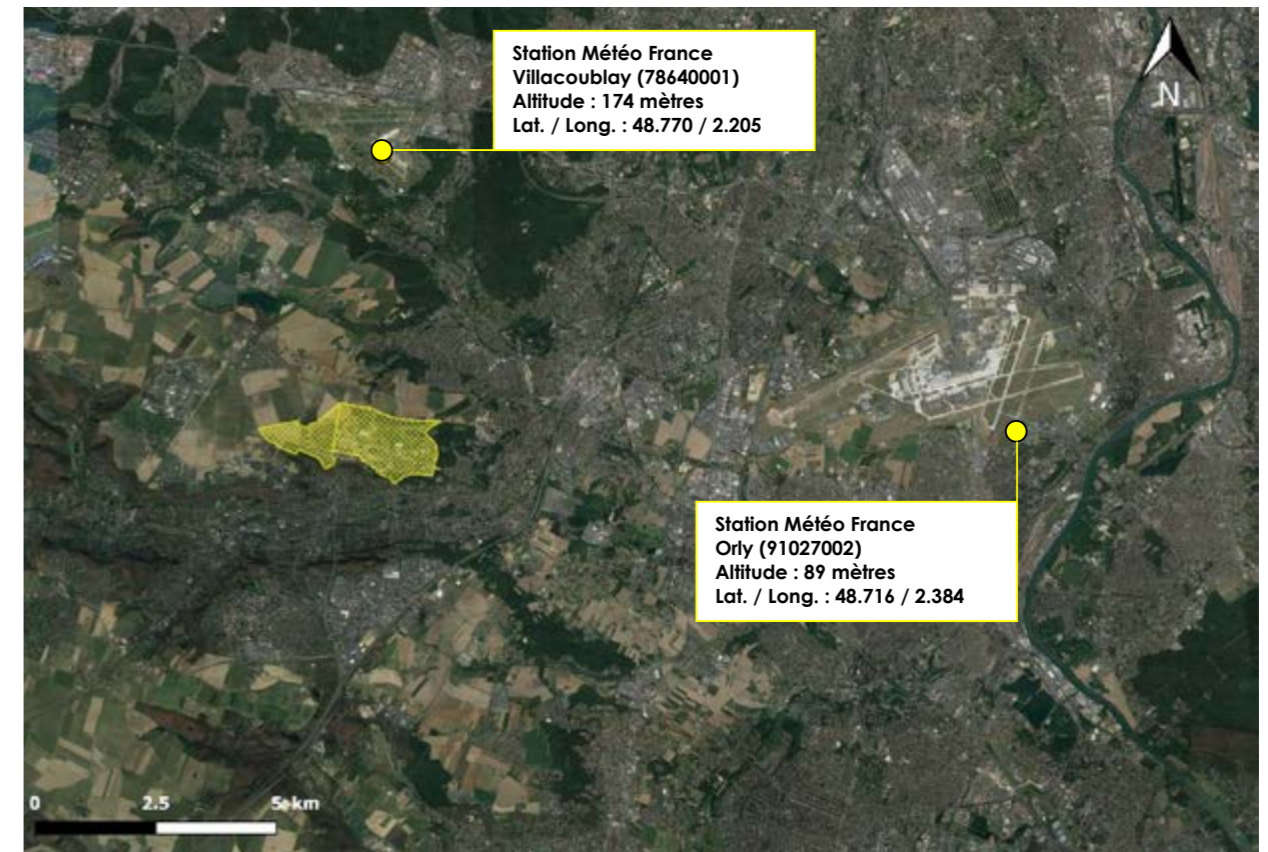 Station Météo France
Villacoublay (78640001)
Altitude : 174 mètres
Lat. / Long. : 48.770 / 2.205
N
Station Météo France
Orly (91027002)
Altitude : 89 mètres
Lat. / Long. : 48.716 / 2.384
0 2.5 5 km